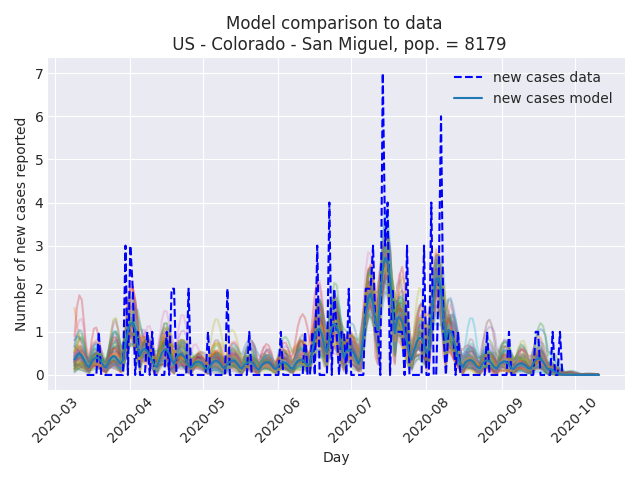 Model comparison to data
US - Colorado - San Miguel, pop. = 8179
new cases data
new cases model
Number of new cases reported
7
6
5
4
3
2
1
0
2020-03
2020-04
2020-05
2020-06
2020-07
2020-08
2020-09
2020-10
Day